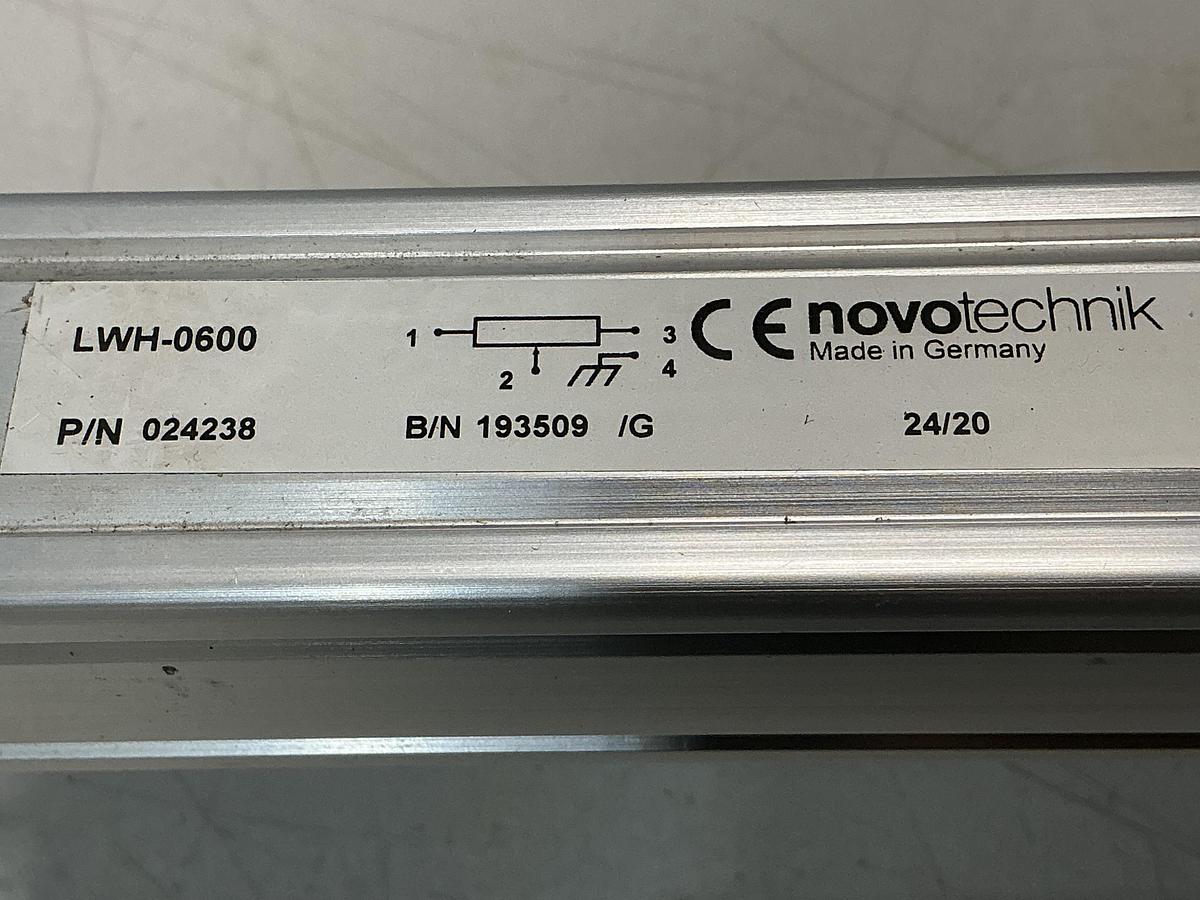 LWH-0600
1 3
2 4
CE novotechnik
Made in Germany
P/N 024238 B/N 193509 /G 24/20